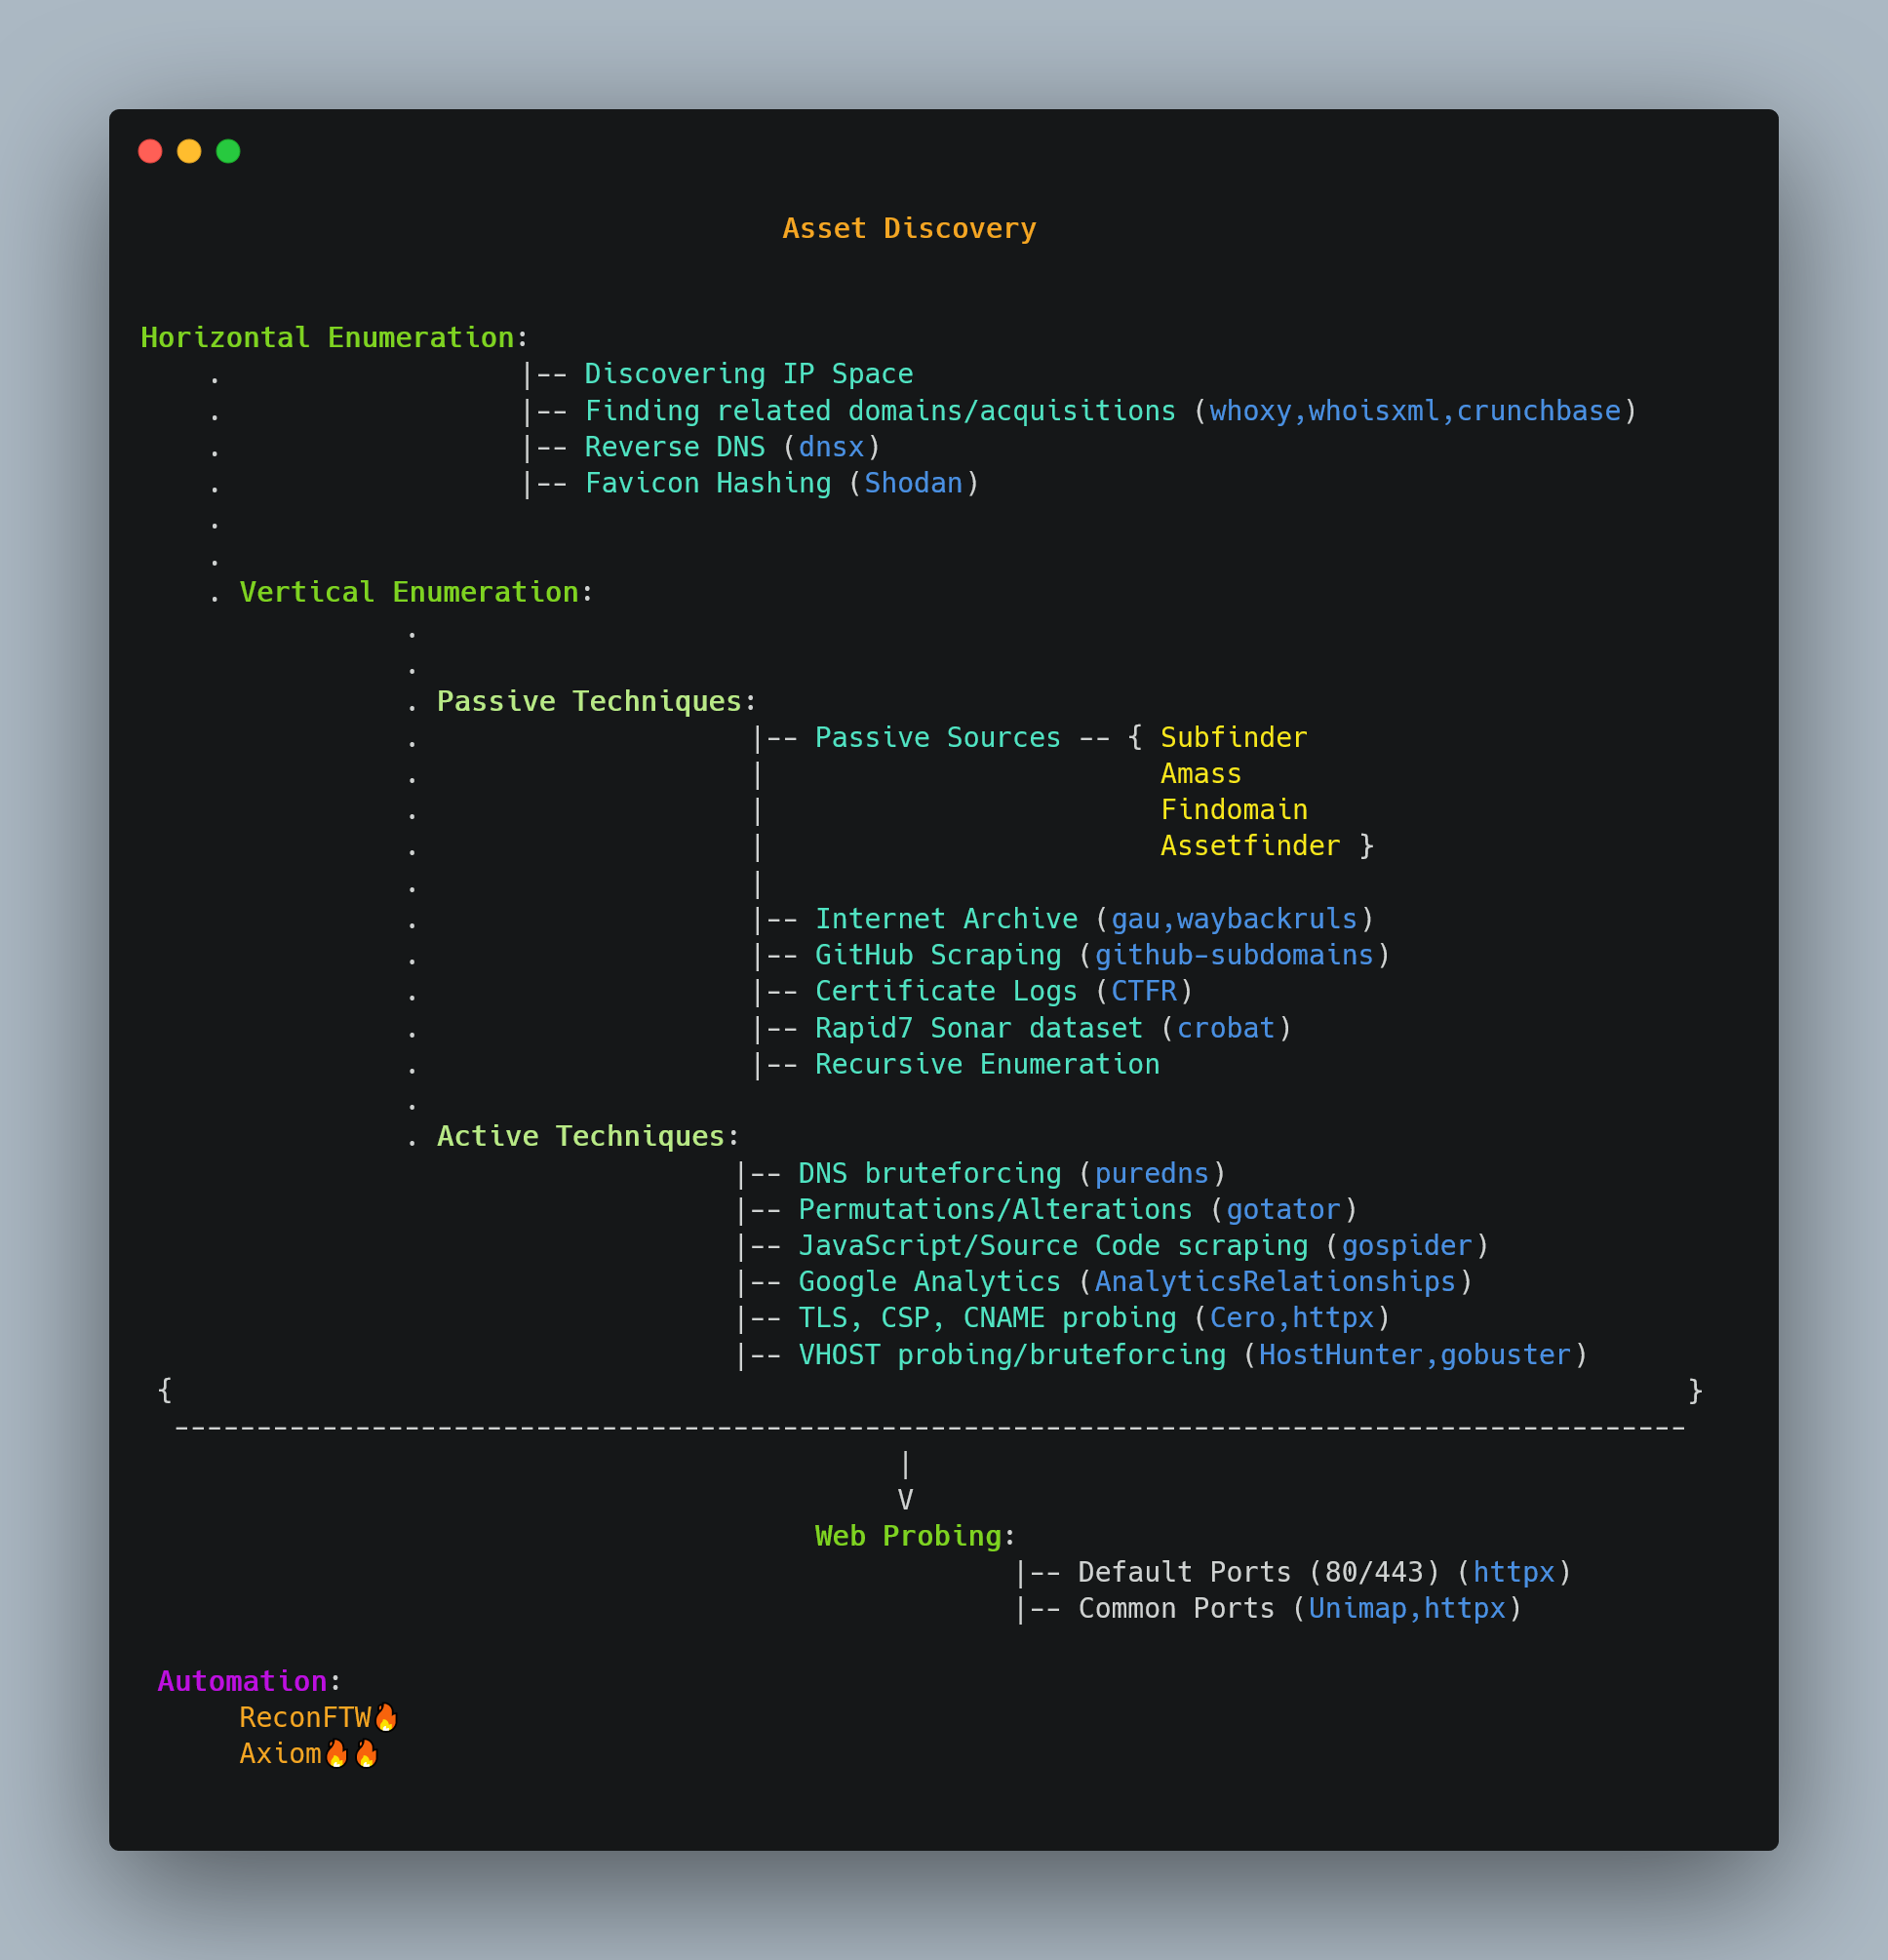 Asset Discovery
Horizontal Enumeration:
. |-- Discovering IP Space
. |-- Finding related domains/acquisitions (whoxy,whoisxml,crunchbase)
. |-- Reverse DNS (dnsx)
. |-- Favicon Hashing (Shodan)
.
.
. Vertical Enumeration:
.
.
. Passive Techniques:
. |-- Passive Sources -- { Subfinder
. | Amass
. | Findomain
. | Assetfinder }
. |
. |-- Internet Archive (gau,waybackruls)
. |-- GitHub Scraping (github-subdomains)
. |-- Certificate Logs (CTFR)
. |-- Rapid7 Sonar dataset (crobat)
. |-- Recursive Enumeration
.
. Active Techniques:
|-- DNS bruteforcing (puredns)
|-- Permutations/Alterations (gotator)
|-- JavaScript/Source Code scraping (gospider)
|-- Google Analytics (AnalyticsRelationships)
|-- TLS, CSP, CNAME probing (Cero,httpx)
|-- VHOST probing/bruteforcing (HostHunter,gobuster)
{ }
--------------------------------------------------------------------------------------------
|
V
Web Probing:
|-- Default Ports (80/443) (httpx)
|-- Common Ports (Unimap,httpx)
Automation:
ReconFTW🔥
Axiom🔥🔥